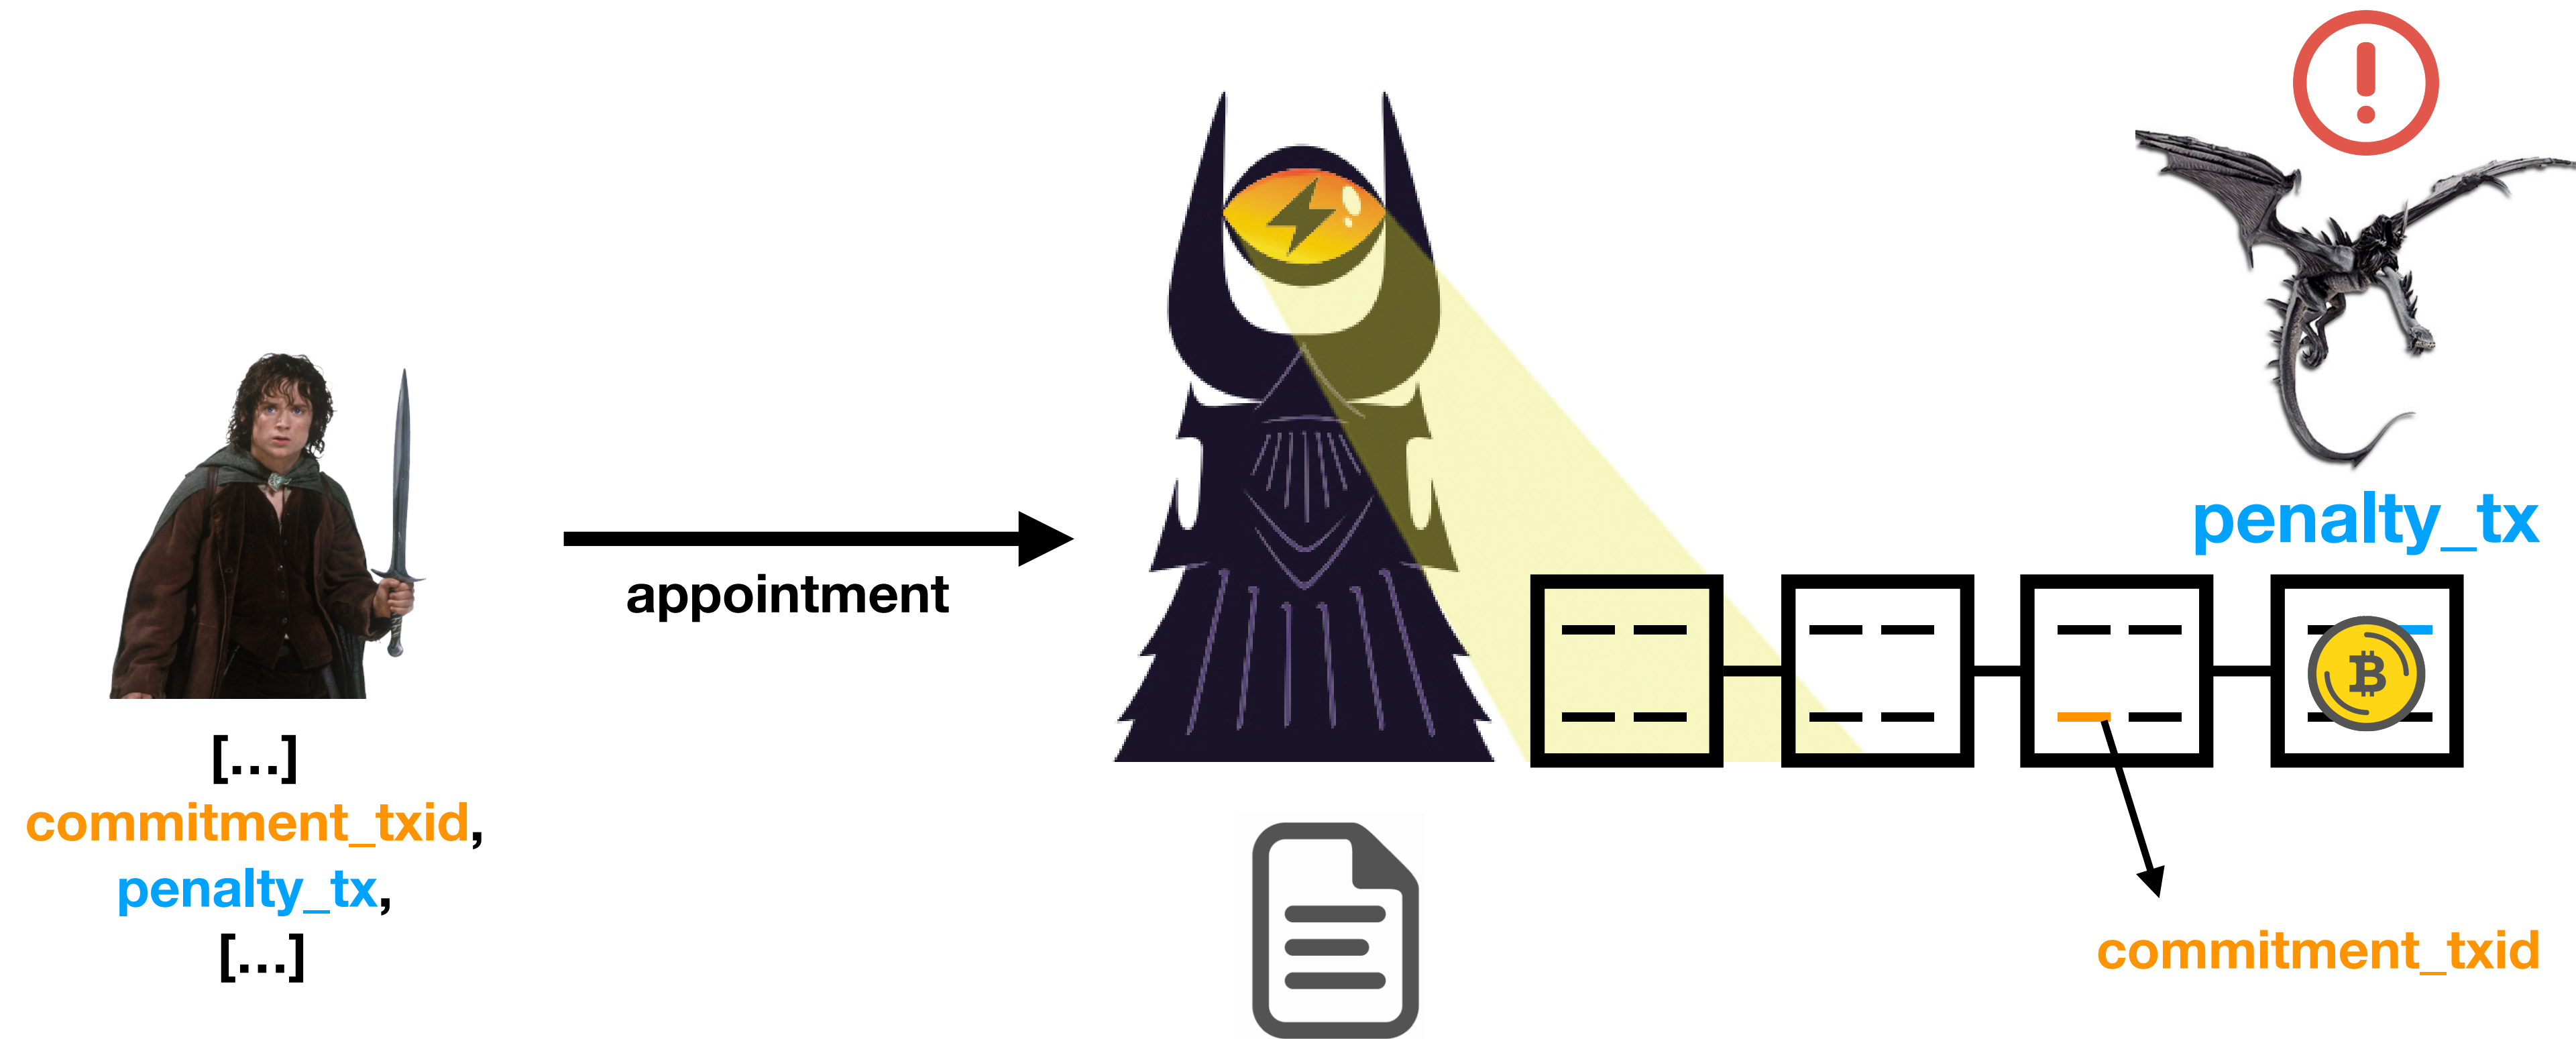 appointment
[...]
commitment_txid,
penalty_tx,
[...]
penalty_tx
commitment_txid